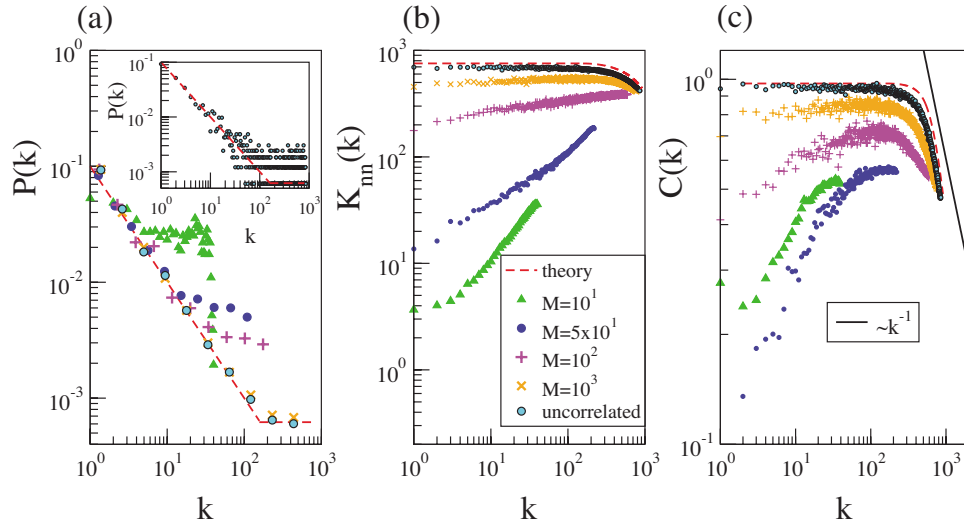 (a)
(b)
(c)
P(k)
10^0
10^-1
10^-2
10^-3
10^0 10^1 10^2 10^3
k
P(k)
10^-1
10^-2
10^-3
10^0 10^1 10^2 10^3
k
K_nn(k)
10^3
10^2
10^1
10^0
10^0 10^1 10^2 10^3
k
theory
M=10^1
M=5x10^1
M=10^2
M=10^3
uncorrelated
C(k)
10^0
10^-1
10^0 10^1 10^2 10^3
k
~k^-1